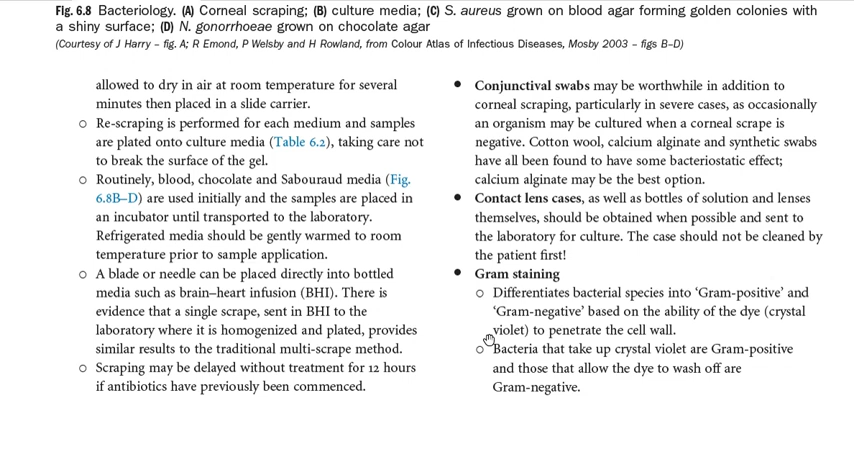 Fig. 6.8 Bacteriology. (A) Corneal scraping; (B) culture media; (C) S. aureus grown on blood agar forming golden colonies with
a shiny surface; (D) N. gonorrhoeae grown on chocolate agar
(Courtesy of J Harry – fig. A; R Emond, P Welsby and H Rowland, from Colour Atlas of Infectious Diseases, Mosby 2003 – figs B–D)
allowed to dry in air at room temperature for several
minutes then placed in a slide carrier.
○ Re-scraping is performed for each medium and samples
are plated onto culture media (Table 6.2), taking care not
to break the surface of the gel.
○ Routinely, blood, chocolate and Sabouraud media (Fig.
6.8B–D) are used initially and the samples are placed in
an incubator until transported to the laboratory.
Refrigerated media should be gently warmed to room
temperature prior to sample application.
○ A blade or needle can be placed directly into bottled
media such as brain–heart infusion (BHI). There is
evidence that a single scrape, sent in BHI to the
laboratory where it is homogenized and plated, provides
similar results to the traditional multi-scrape method.
○ Scraping may be delayed without treatment for 12 hours
if antibiotics have previously been commenced.
● Conjunctival swabs may be worthwhile in addition to
corneal scraping, particularly in severe cases, as occasionally
an organism may be cultured when a corneal scrape is
negative. Cotton wool, calcium alginate and synthetic swabs
have all been found to have some bacteriostatic effect;
calcium alginate may be the best option.
● Contact lens cases, as well as bottles of solution and lenses
themselves, should be obtained when possible and sent to
the laboratory for culture. The case should not be cleaned by
the patient first!
● Gram staining
○ Differentiates bacterial species into ‘Gram-positive’ and
‘Gram-negative’ based on the ability of the dye (crystal
violet) to penetrate the cell wall.
○ Bacteria that take up crystal violet are Gram-positive
and those that allow the dye to wash off are
Gram-negative.